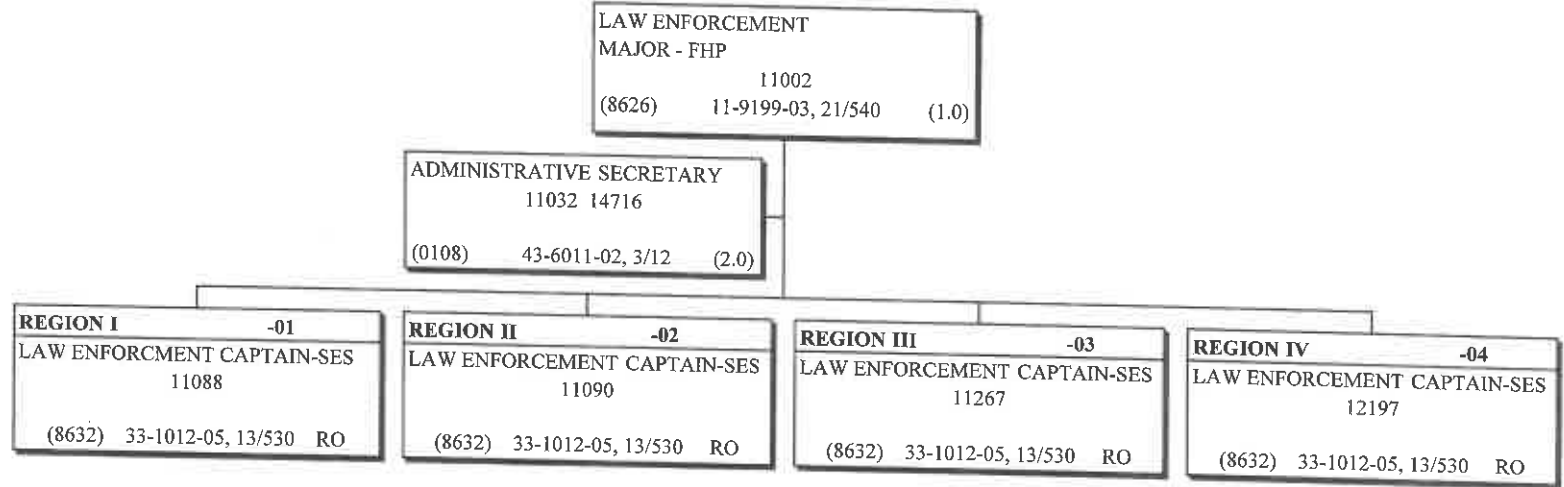 LAW ENFORCEMENT
MAJOR - FHP
11002
(8626) 11-9199-03, 21/540 (1.0)
ADMINISTRATIVE SECRETARY
11032 14716
(0108) 43-6011-02, 3/12 (2.0)
REGION I -01
LAW ENFORCMENT CAPTAIN-SES
11088
(8632) 33-1012-05, 13/530 RO
REGION II -02
LAW ENFORCEMENT CAPTAIN-SES
11090
(8632) 33-1012-05, 13/530 RO
REGION III -03
LAW ENFORCEMENT CAPTAIN-SES
11267
(8632) 33-1012-05, 13/530 RO
REGION IV -04
LAW ENFORCEMENT CAPTAIN-SES
12197
(8632) 33-1012-05, 13/530 RO